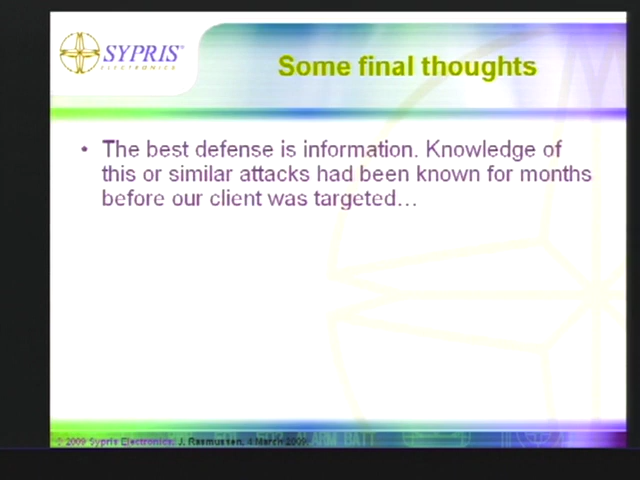 SYPRIS
ELECTRONICS
Some final thoughts
• The best defense is information. Knowledge of
this or similar attacks had been known for months
before our client was targeted…
© 2009 Sypris Electronics, J. Rasmussen, 4 March 2009